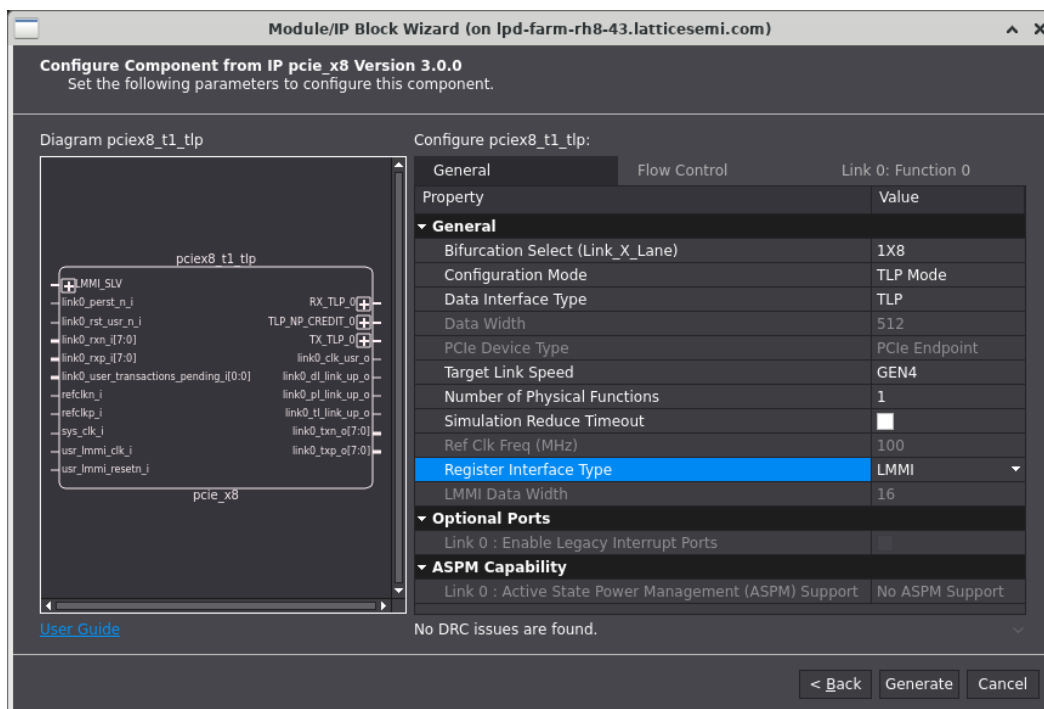 Module/IP Block Wizard (on lpd-farm-rh8-43.latticesemi.com)
Configure Component from IP pcie_x8 Version 3.0.0
Set the following parameters to configure this component.
Diagram pciex8_t1_tlp
pciex8_t1_tlp
LMMI_SLV
link0_perst_n_i
link0_rst_usr_n_i
link0_rxn_i[7:0]
link0_rxp_i[7:0]
link0_user_transactions_pending_i[0:0]
refclkn_i
refclkp_i
sys_clk_i
usr_lmmi_clk_i
usr_lmmi_resetn_i
RX_TLP_0
TLP_NP_CREDIT_0
TX_TLP_0
link0_clk_usr_o
link0_dl_link_up_o
link0_pl_link_up_o
link0_tl_link_up_o
link0_txn_o[7:0]
link0_txp_o[7:0]
pcie_x8
User Guide
Configure pciex8_t1_tlp:
General Flow Control Link 0: Function 0
Property Value
General
Bifurcation Select (Link_X_Lane) 1X8
Configuration Mode TLP Mode
Data Interface Type TLP
Data Width 512
PCIe Device Type PCIe Endpoint
Target Link Speed GEN4
Number of Physical Functions 1
Simulation Reduce Timeout
Ref Clk Freq (MHz) 100
Register Interface Type LMMI
LMMI Data Width 16
Optional Ports
Link 0 : Enable Legacy Interrupt Ports
ASPM Capability
Link 0 : Active State Power Management (ASPM) Support No ASPM Support
No DRC issues are found.
< Back Generate Cancel